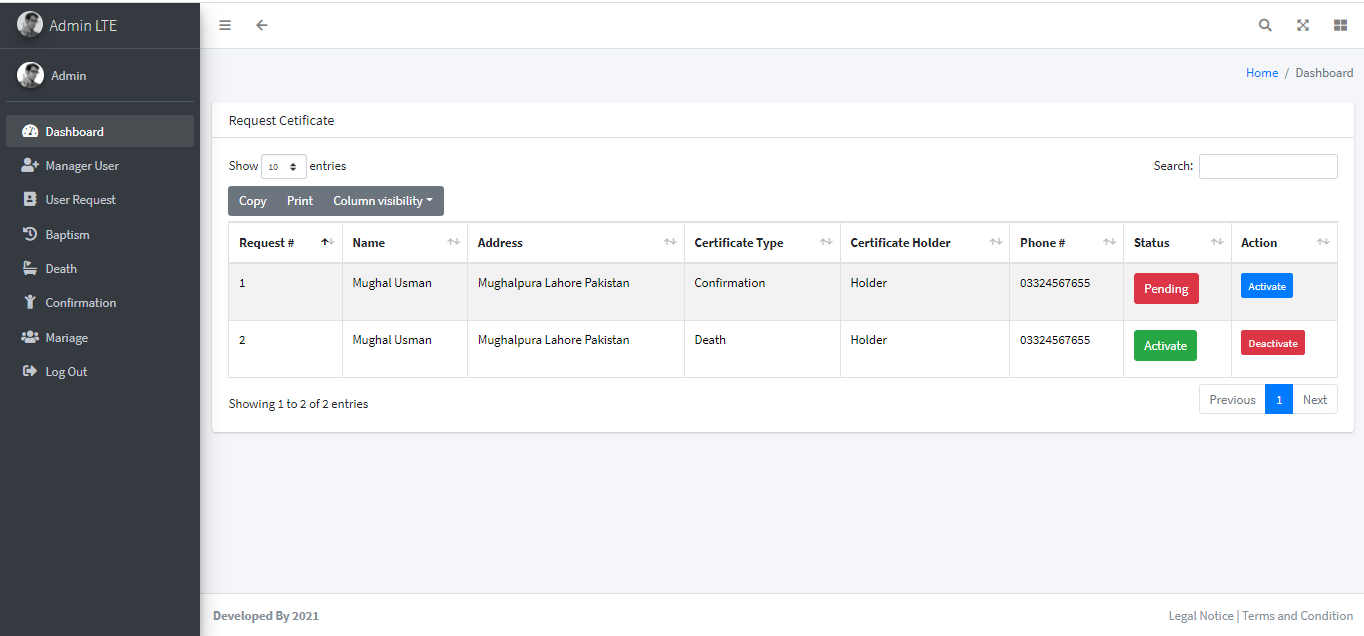 Admin LTE
Home / Dashboard
Admin
Request Cetificate
Dashboard
Manager User
User Request
Baptism
Death
Confirmation
Mariage
Log Out
Show 10 entries
Search:
Copy Print Column visibility
Request # Name Address Certificate Type Certificate Holder Phone # Status Action
1 Mughal Usman Mughalpura Lahore Pakistan Confirmation Holder 03324567655 Pending Activate
2 Mughal Usman Mughalpura Lahore Pakistan Death Holder 03324567655 Activate Deactivate
Showing 1 to 2 of 2 entries
Previous 1 Next
Developed By 2021
Legal Notice | Terms and Condition